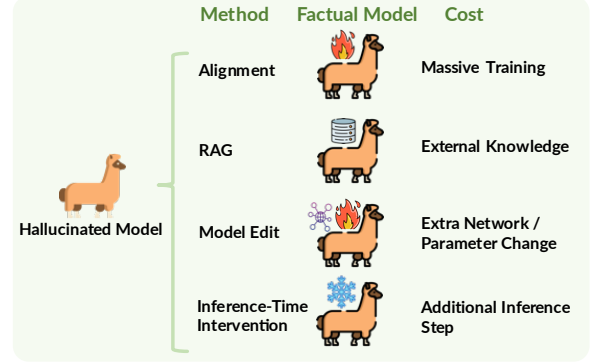 Method Factual Model Cost
Alignment Massive Training
RAG External Knowledge
Hallucinated Model
Model Edit Extra Network /
Parameter Change
Inference-Time
Intervention
Additional Inference
Step